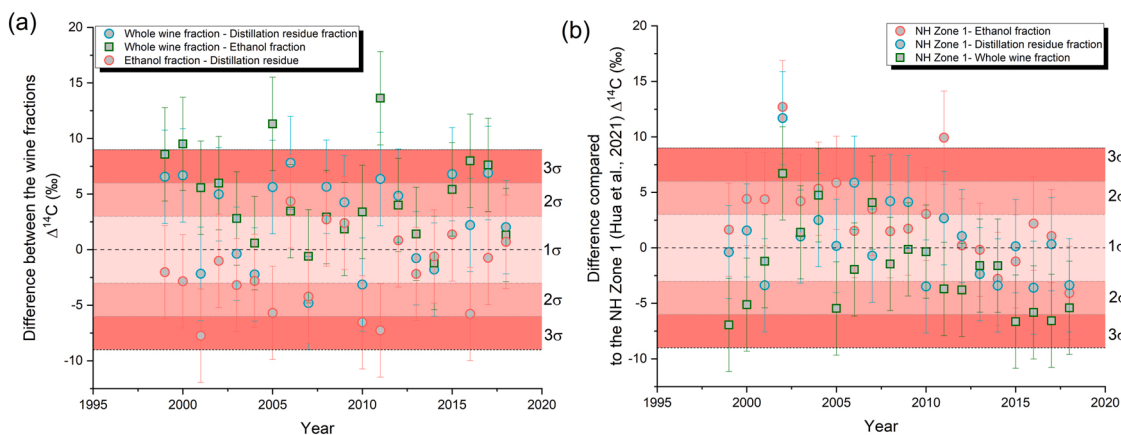 (a)
Whole wine fraction - Distillation residue fraction
Whole wine fraction - Ethanol fraction
Ethanol fraction - Distillation residue
Difference between the wine fractions
Δ¹⁴C (‰)
20
15
10
5
0
-5
-10
3σ
2σ
1σ
2σ
3σ
1995
2000
2005
2010
2015
2020
Year
(b)
NH Zone 1- Ethanol fraction
NH Zone 1- Distillation residue fraction
NH Zone 1- Whole wine fraction
Difference compared
to the NH Zone 1 (Hua et al., 2021) Δ¹⁴C (‰)
20
15
10
5
0
-5
-10
3σ
2σ
1σ
2σ
3σ
1995
2000
2005
2010
2015
2020
Year